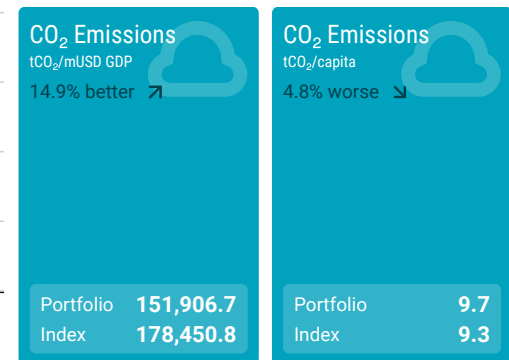 CO₂ Emissions
tCO₂/mUSD GDP
14.9% better
Portfolio 151,906.7
Index 178,450.8
CO₂ Emissions
tCO₂/capita
4.8% worse
Portfolio 9.7
Index 9.3